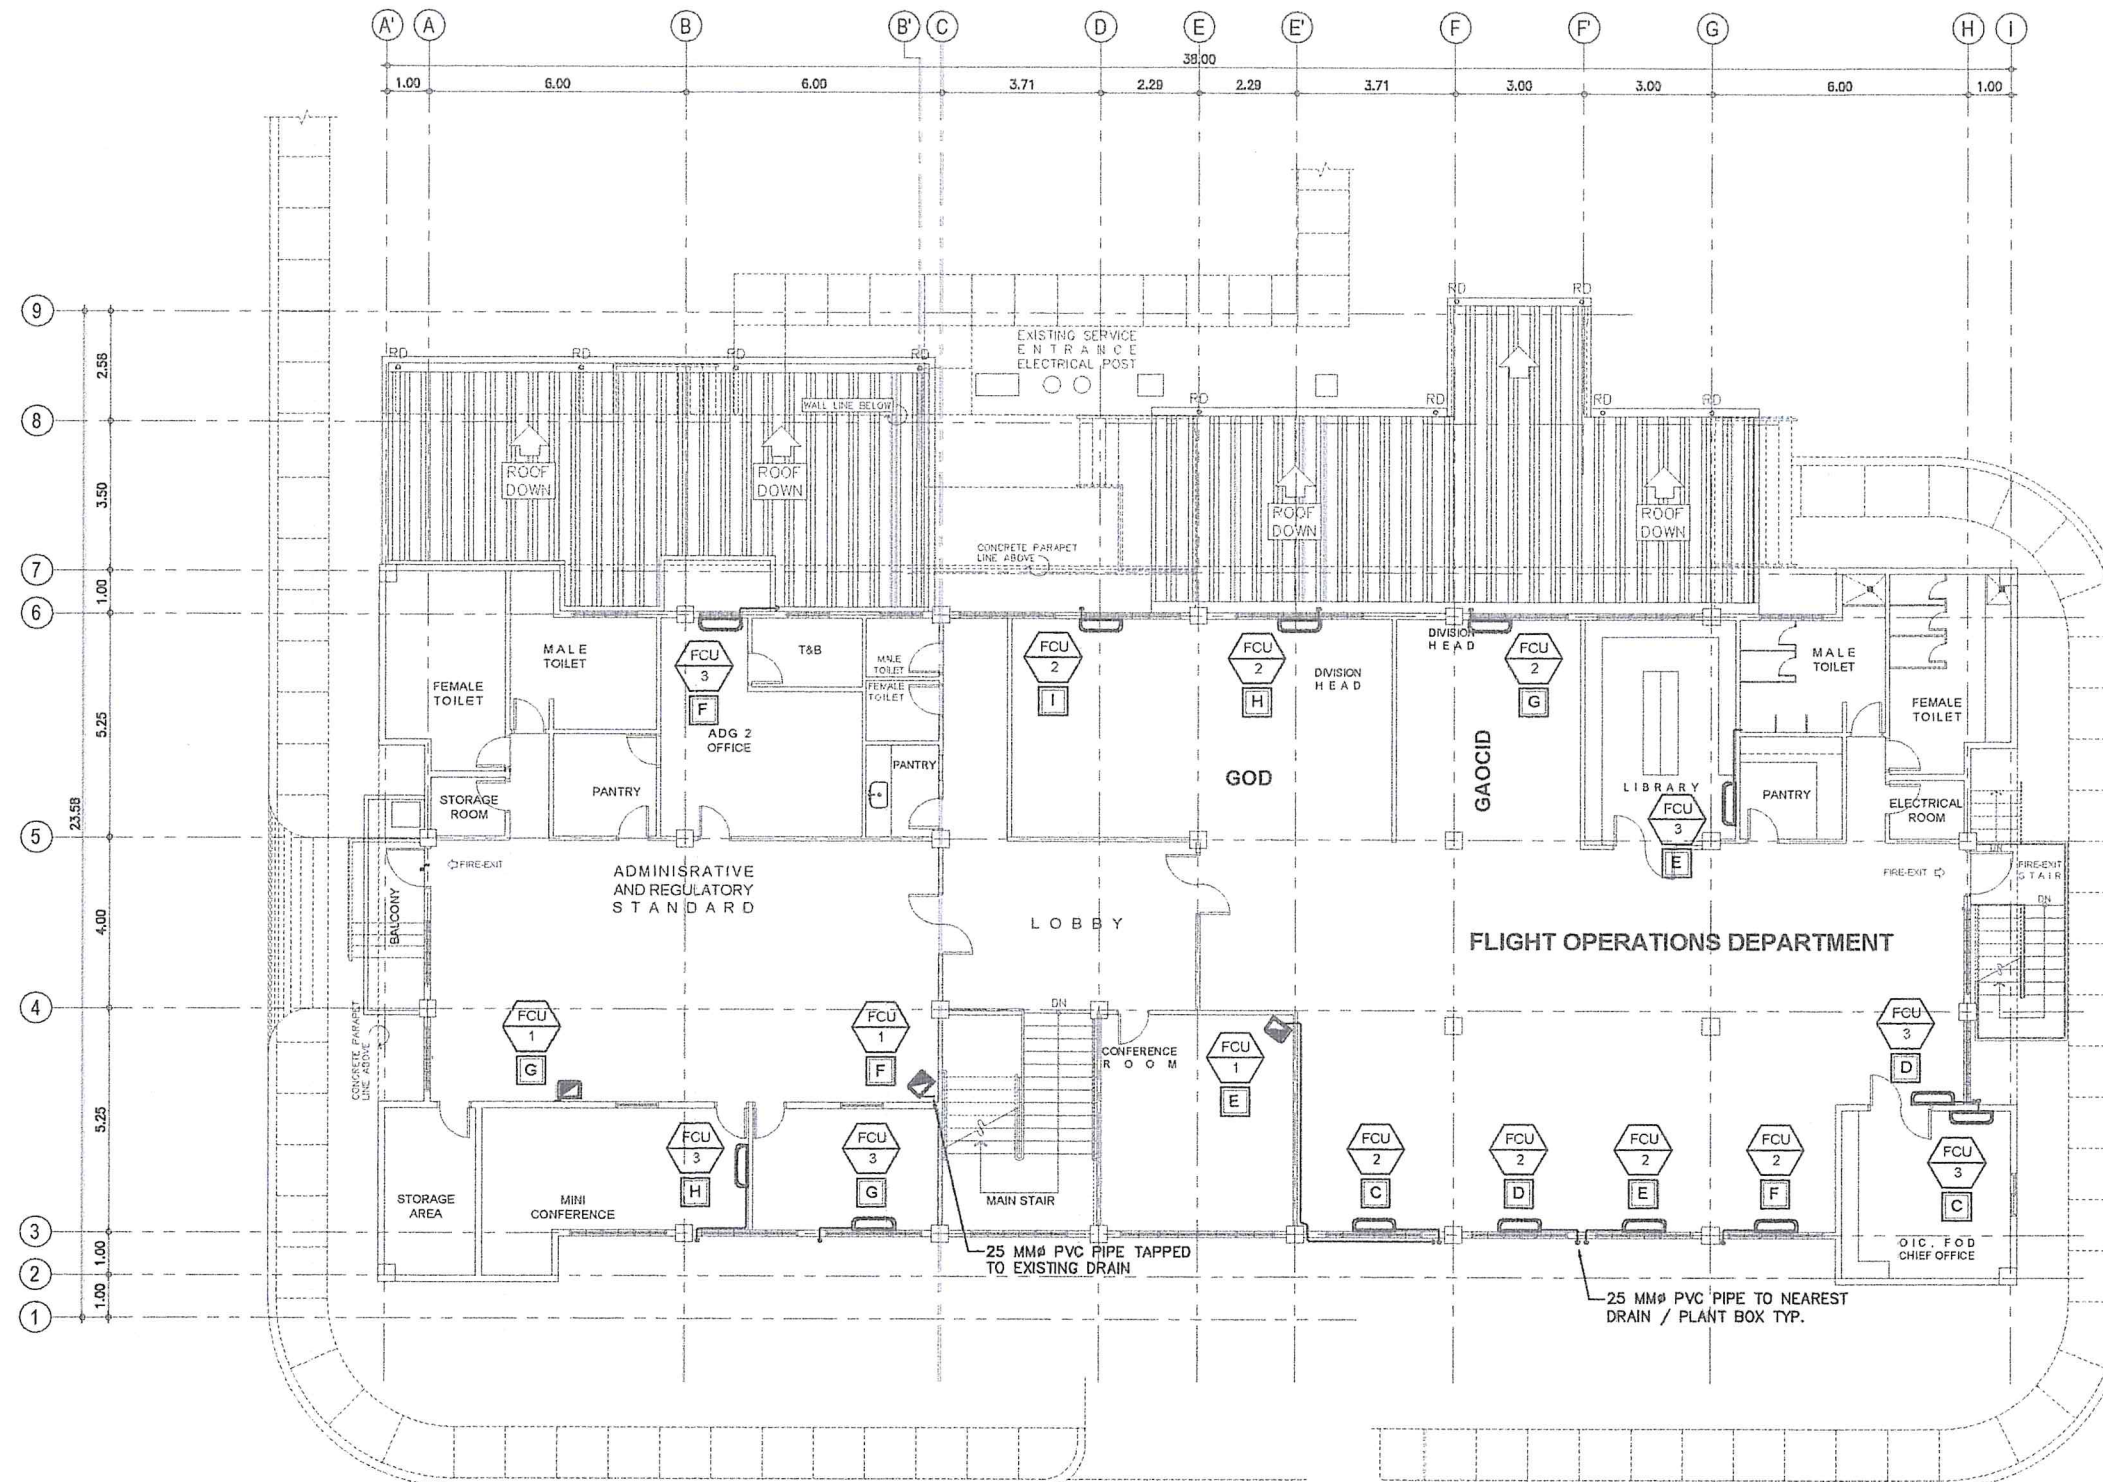 A' A B B' C D E E' F F' G H I
38.00
1.00 6.00 6.00 3.71 2.29 2.29 3.71 3.00 3.00 6.00 1.00
9
8
7
6
5
4
3
2
1
2.58
3.50
1.00
5.25
4.00
5.25
1.00
1.00
23.58
RD RD RD RD
RD RD
RD RD
RD RD
EXISTING SERVICE
ENTRANCE
ELECTRICAL POST
WALL LINE BELOW
ROOF
DOWN
ROOF
DOWN
ROOF
DOWN
ROOF
DOWN
CONCRETE PARAPET
LINE ABOVE
FEMALE
TOILET
MALE
TOILET
FCU
3
F
T&B
MALE
TOILET
FEMALE
TOILET
ADG 2
OFFICE
PANTRY
PANTRY
STORAGE
ROOM
FCU
2
I
FCU
2
H
DIVISION
HEAD
GOD
DIVISION
HEAD
FCU
2
G
GAOCID
LIBRARY
FCU
3
E
MALE
TOILET
FEMALE
TOILET
PANTRY
ELECTRICAL
ROOM
FIRE-EXIT
ADMINISRATIVE
AND REGULATORY
STANDARD
BALCONY
LOBBY
FLIGHT OPERATIONS DEPARTMENT
FIRE-EXIT
DN
FIRE-EXIT
STAIR
DN
CONCRETE PARAPET
LINE ABOVE
FCU
1
G
FCU
1
F
DN
CONFERENCE
ROOM
FCU
1
E
FCU
3
D
STORAGE
AREA
MINI
CONFERENCE
FCU
3
H
FCU
3
G
MAIN STAIR
FCU
2
C
FCU
2
D
FCU
2
E
FCU
2
F
FCU
3
C
OIC. FOD
CHIEF OFFICE
25 MMØ PVC PIPE TAPPED
TO EXISTING DRAIN
25 MMØ PVC PIPE TO NEAREST
DRAIN / PLANT BOX TYP.